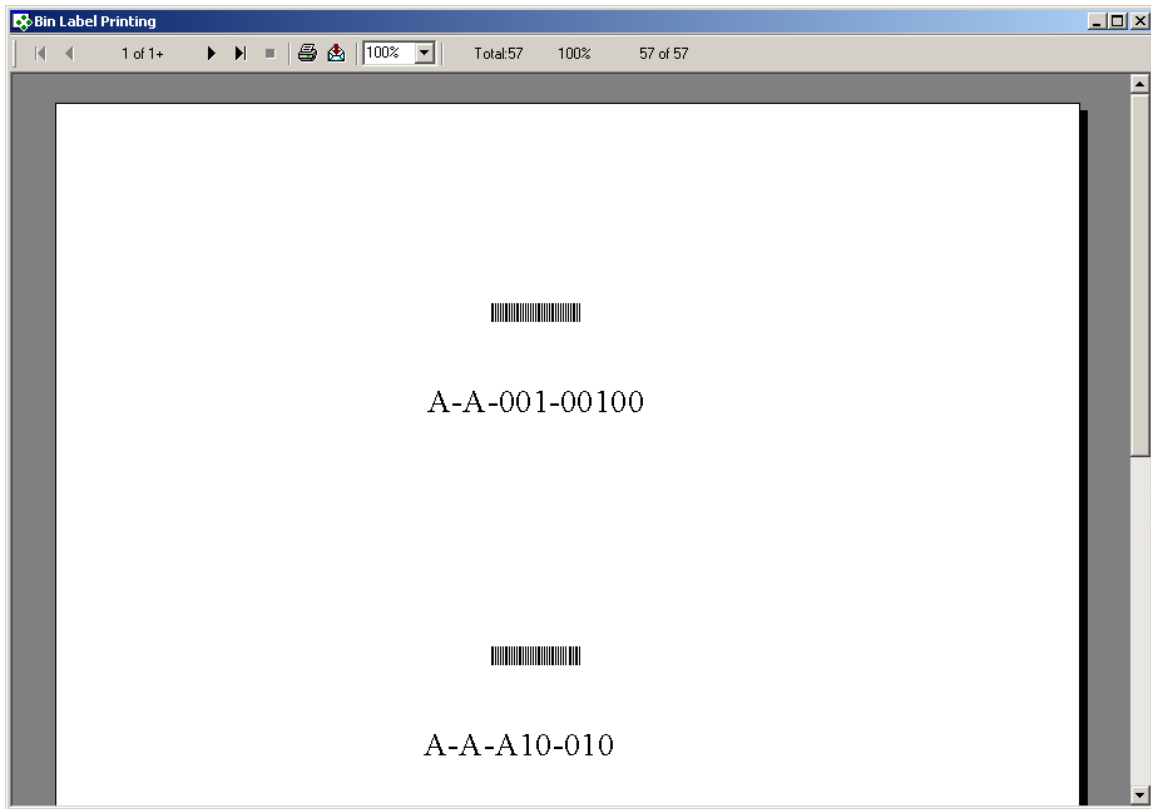 Bin Label Printing
1 of 1+ 100% Total:57 100% 57 of 57
A-A-001-00100
A-A-A10-010